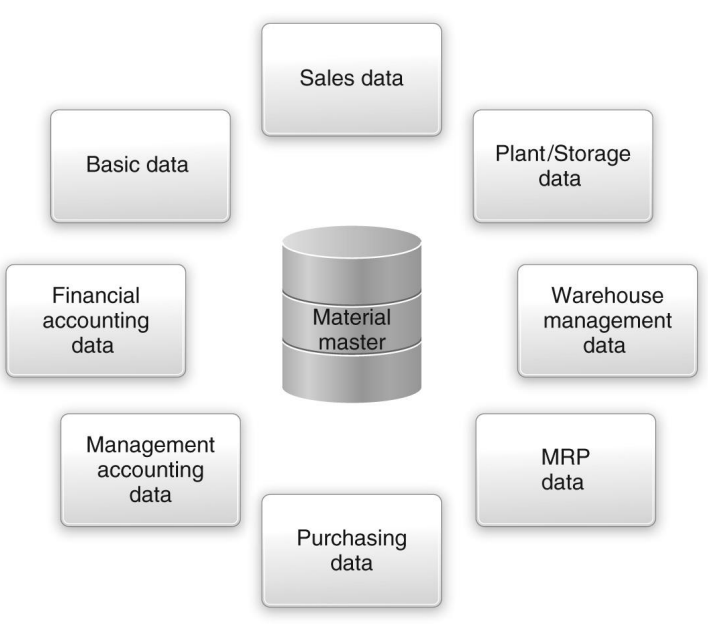 Sales data
Basic data
Plant/Storage
data
Financial
accounting
data
Material
master
Warehouse
management
data
Management
accounting
data
MRP
data
Purchasing
data